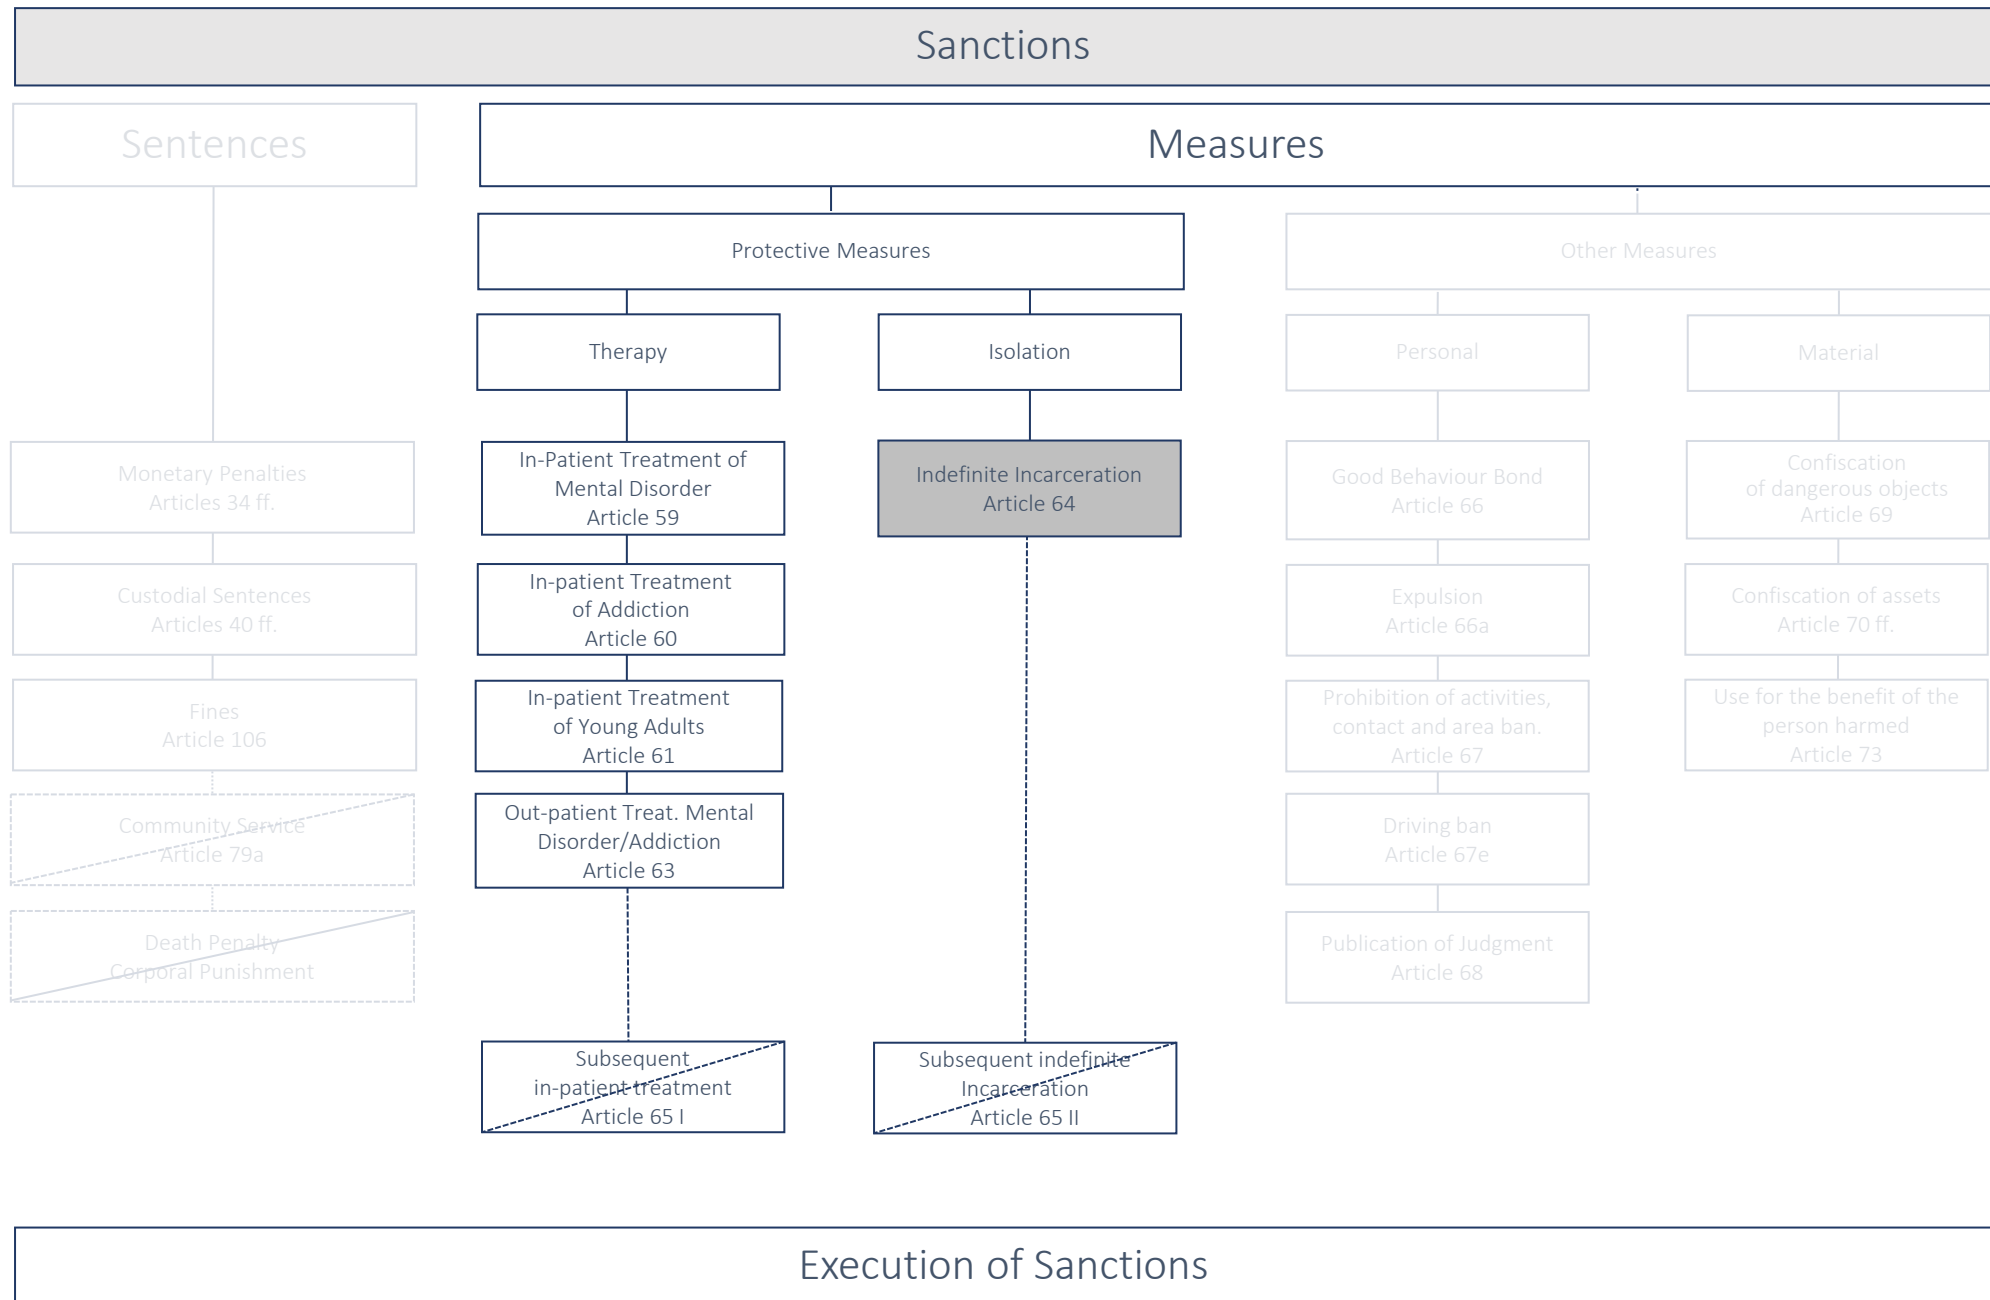 Sanctions
Sentences
Measures
Protective Measures
Other Measures
Therapy
Isolation
Personal
Material
Monetary Penalties
Articles 34 ff.
In-Patient Treatment of
Mental Disorder
Article 59
Indefinite Incarceration
Article 64
Good Behaviour Bond
Article 66
Confiscation
of dangerous objects
Article 69
Custodial Sentences
Articles 40 ff.
In-patient Treatment
of Addiction
Article 60
Expulsion
Article 66a
Confiscation of assets
Article 70 ff.
Fines
Article 106
In-patient Treatment
of Young Adults
Article 61
Prohibition of activities,
contact and area ban.
Article 67
Use for the benefit of the
person harmed
Article 73
Community Service
Article 79a
Out-patient Treat. Mental
Disorder/Addiction
Article 63
Driving ban
Article 67e
Death Penalty
Corporal Punishment
Publication of Judgment
Article 68
Subsequent
in-patient treatment
Article 65 I
Subsequent indefinite
Incarceration
Article 65 II
Execution of Sanctions